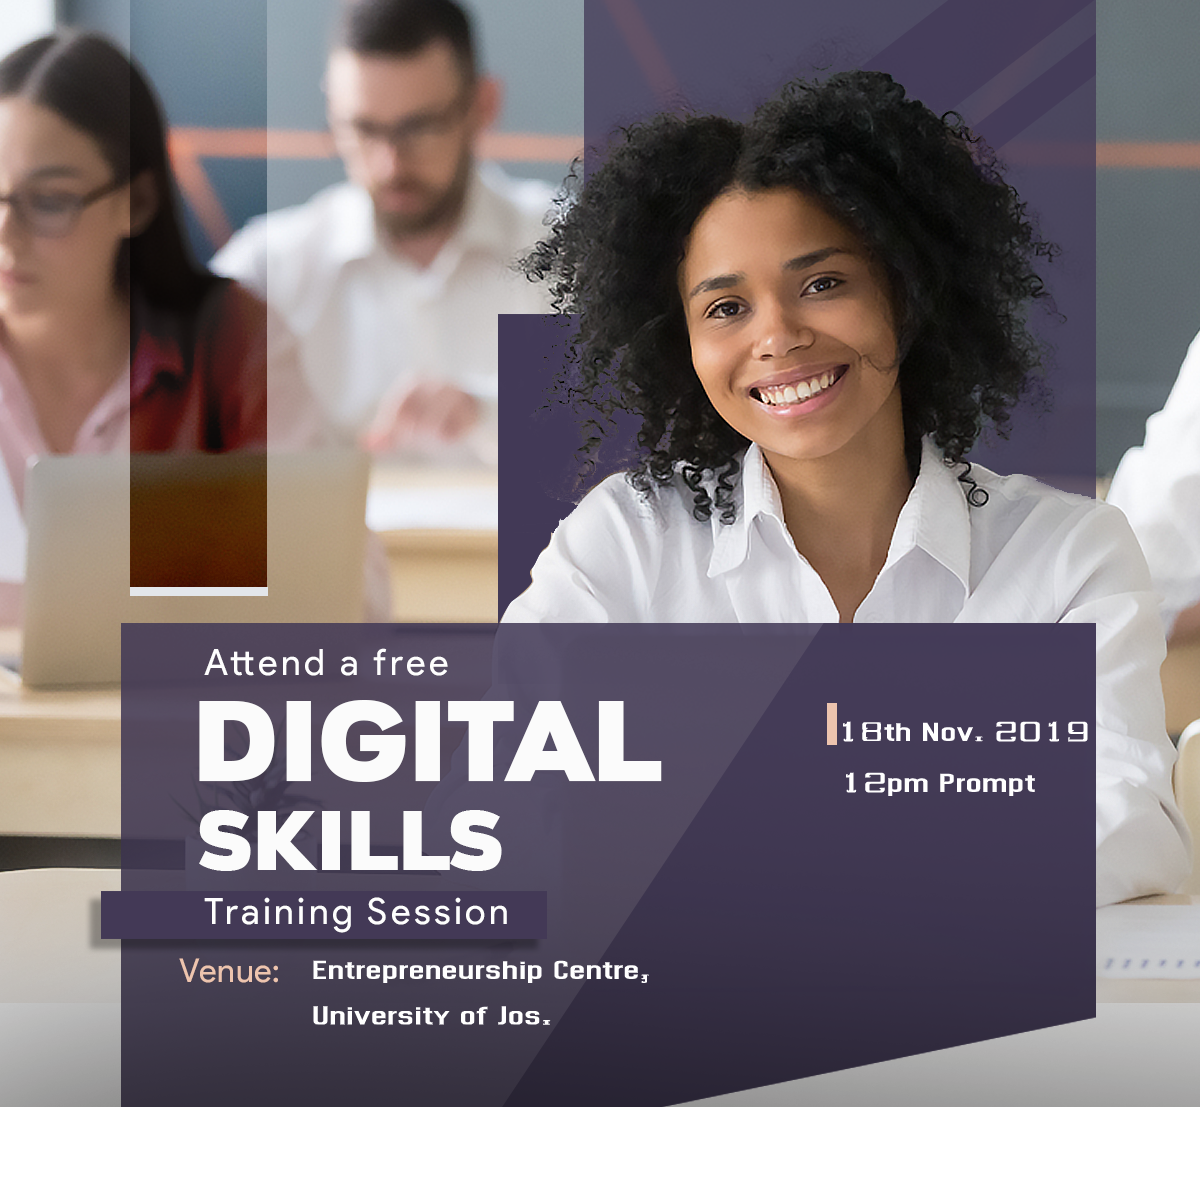 Attend a free
DIGITAL
SKILLS
Training Session
18th Nov. 2019
12pm Prompt
Venue: Entrepreneurship Centre,
University of Jos.